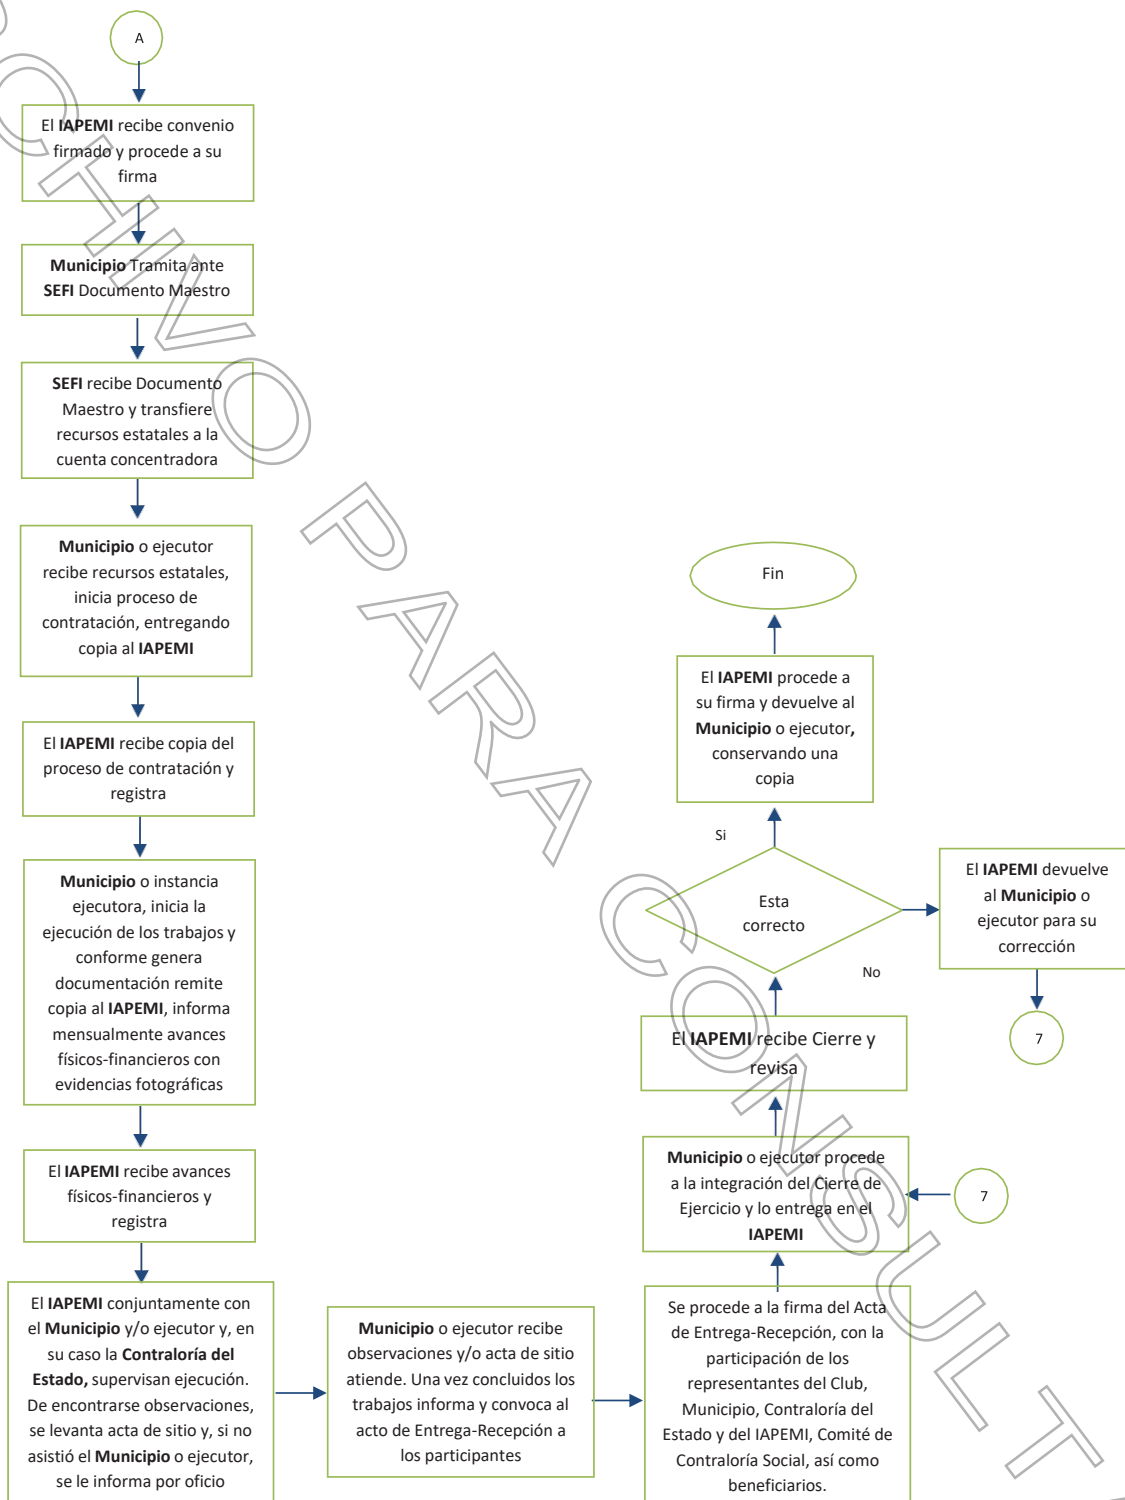 A
El IAPEMI recibe convenio
firmado y procede a su
firma
Municipio Tramita ante
SEFI Documento Maestro
SEFI recibe Documento
Maestro y transfiere
recursos estatales a la
cuenta concentradora
Municipio o ejecutor
recibe recursos estatales,
inicia proceso de
contratación, entregando
copia al IAPEMI
El IAPEMI recibe copia del
proceso de contratación y
registra
Municipio o instancia
ejecutora, inicia la
ejecución de los trabajos y
conforme genera
documentación remite
copia al IAPEMI, informa
mensualmente avances
físicos-financieros con
evidencias fotográficas
El IAPEMI recibe avances
físicos-financieros y
registra
El IAPEMI conjuntamente con
el Municipio y/o ejecutor y, en
su caso la Contraloría del
Estado, supervisan ejecución.
De encontrarse observaciones,
se levanta acta de sitio y, si no
asistió el Municipio o ejecutor,
se le informa por oficio
Municipio o ejecutor recibe
observaciones y/o acta de sitio
atiende. Una vez concluidos los
trabajos informa y convoca al
acto de Entrega-Recepción a
los participantes
Se procede a la firma del Acta
de Entrega-Recepción, con la
participación de los
representantes del Club,
Municipio, Contraloría del
Estado y del IAPEMI, Comité de
Contraloría Social, así como
beneficiarios.
Municipio o ejecutor procede
a la integración del Cierre de
Ejercicio y lo entrega en el
IAPEMI
7
El IAPEMI recibe Cierre y
revisa
Esta
correcto
Si
No
El IAPEMI devuelve
al Municipio o
ejecutor para su
corrección
7
El IAPEMI procede a
su firma y devuelve al
Municipio o ejecutor,
conservando una
copia
Fin
CHIVO PARA CONSULT